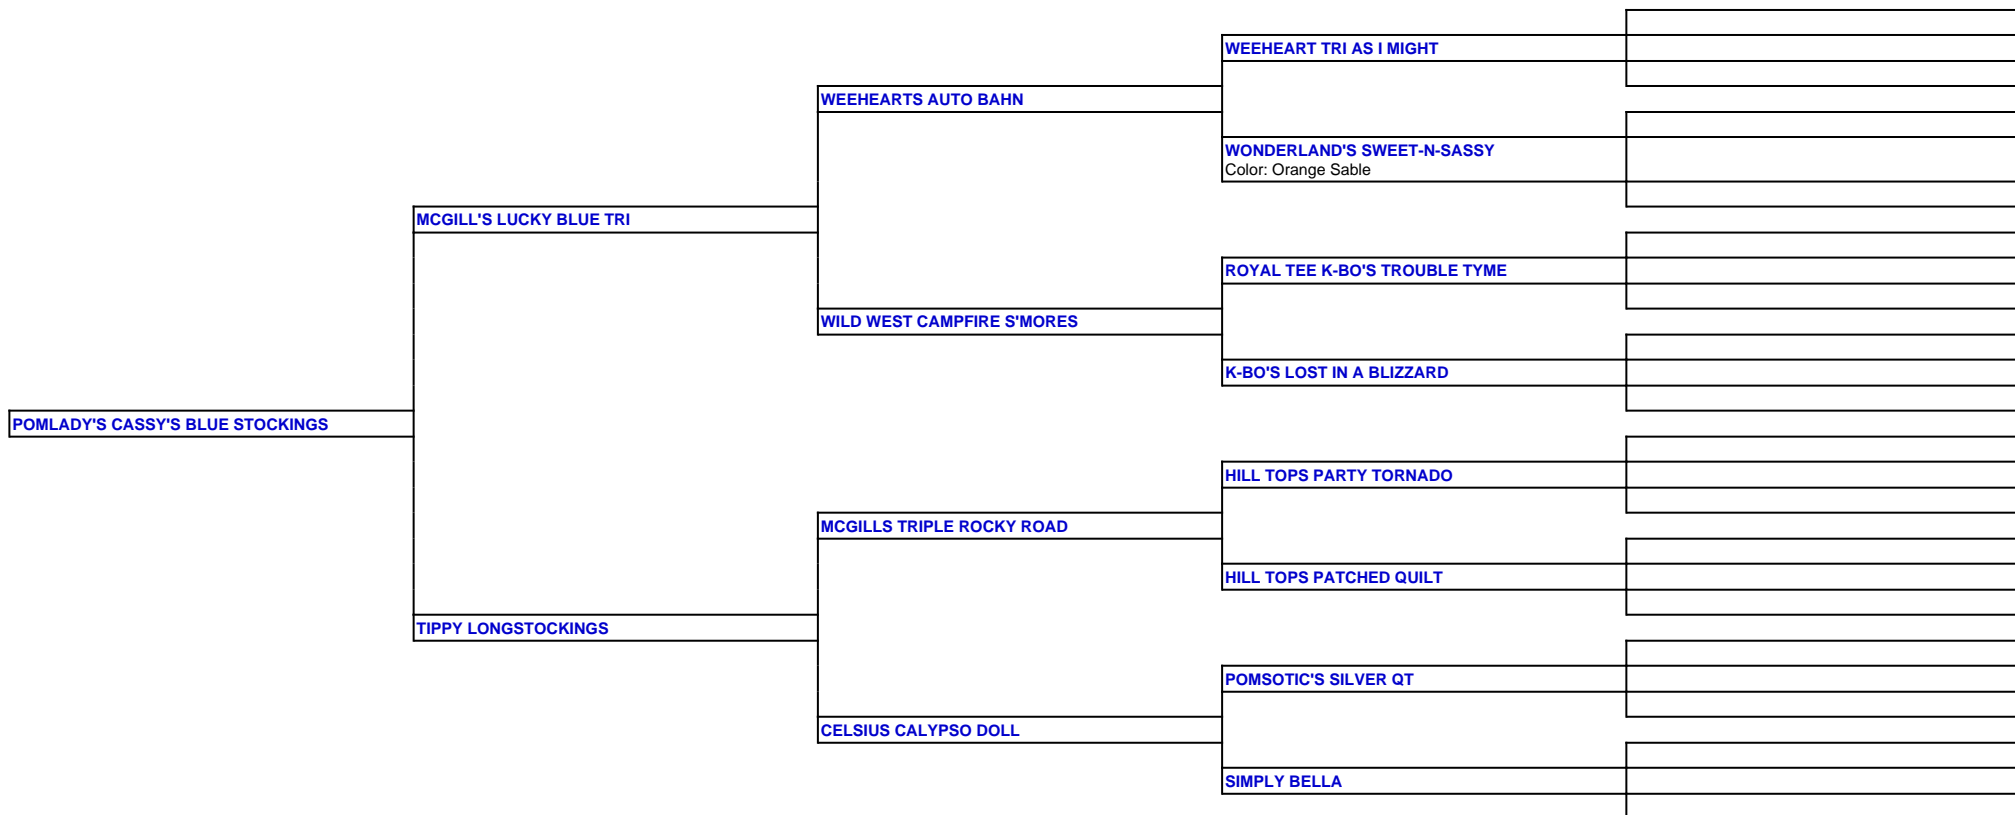 WEEHEART TRI AS I MIGHT
WEEHEARTS AUTO BAHN
WONDERLAND'S SWEET-N-SASSY
Color: Orange Sable
MCGILL'S LUCKY BLUE TRI
ROYAL TEE K-BO'S TROUBLE TYME
WILD WEST CAMPFIRE S'MORES
K-BO'S LOST IN A BLIZZARD
POMLADY'S CASSY'S BLUE STOCKINGS
HILL TOPS PARTY TORNADO
MCGILLS TRIPLE ROCKY ROAD
HILL TOPS PATCHED QUILT
TIPPY LONGSTOCKINGS
POMSOTIC'S SILVER QT
CELSIUS CALYPSO DOLL
SIMPLY BELLA